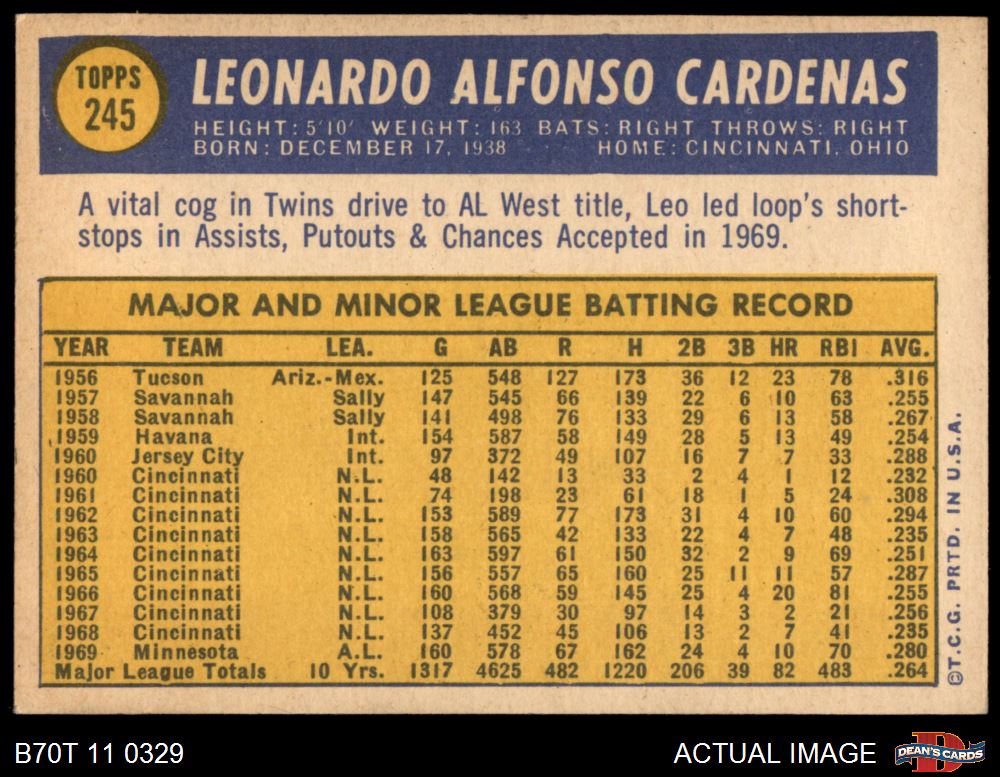 TOPPS
245
LEONARDO ALFONSO CARDENAS
HEIGHT: 5'10' WEIGHT: 163 BATS: RIGHT THROWS: RIGHT
BORN: DECEMBER 17, 1938 HOME: CINCINNATI, OHIO
A vital cog in Twins drive to AL West title, Leo led loop's short-
stops in Assists, Putouts & Chances Accepted in 1969.
MAJOR AND MINOR LEAGUE BATTING RECORD
YEAR TEAM LEA. G AB R H 2B 3B HR RBI AVG.
1956 Tucson Ariz.-Mex. 125 548 127 173 36 12 23 78 .316
1957 Savannah Sally 147 545 66 139 22 6 10 63 .255
1958 Savannah Sally 141 498 76 133 29 6 13 58 .267
1959 Havana Int. 154 587 58 149 28 5 13 49 .254
1960 Jersey City Int. 97 372 49 107 16 7 7 33 .288
1960 Cincinnati N.L. 48 142 13 33 2 4 1 12 .232
1961 Cincinnati N.L. 74 198 23 61 18 1 5 24 .308
1962 Cincinnati N.L. 153 589 77 173 31 4 10 60 .294
1963 Cincinnati N.L. 158 565 42 133 22 4 7 48 .235
1964 Cincinnati N.L. 163 597 61 150 32 2 9 69 .251
1965 Cincinnati N.L. 156 557 65 160 25 11 11 57 .287
1966 Cincinnati N.L. 160 568 59 145 25 4 20 81 .255
1967 Cincinnati N.L. 108 379 30 97 14 3 2 21 .256
1968 Cincinnati N.L. 137 452 45 106 13 2 7 41 .235
1969 Minnesota A.L. 160 578 67 162 24 4 10 70 .280
Major League Totals 10 Yrs. 1317 4625 482 1220 206 39 82 483 .264
©T.C.G. PRTD. IN U.S.A.
B70T 11 0329
ACTUAL IMAGE
DEAN'S CARDS